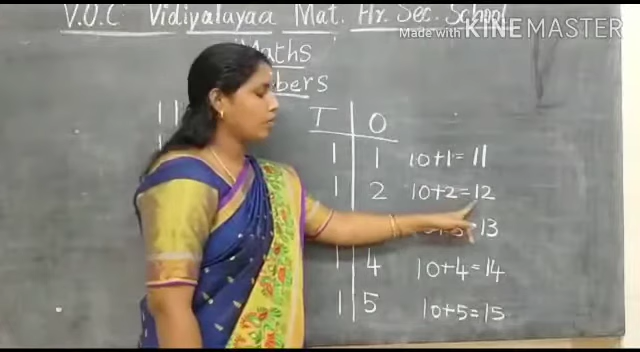 V.O.C Vidiyalayaa Mat. Hr. Sec. School
Made with KINEMASTER
Maths
T O
1 1 10+1=11
1 2 10+2=12
=13
1 4 10+4=14
1 5 10+5=15